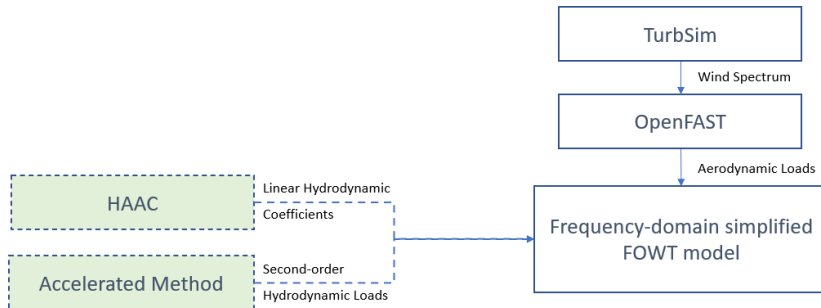 TurbSim
Wind Spectrum
OpenFAST
Aerodynamic Loads
HAAC
Linear Hydrodynamic
Coefficients
Frequency-domain simplified
FOWT model
Accelerated Method
Second-order
Hydrodynamic Loads